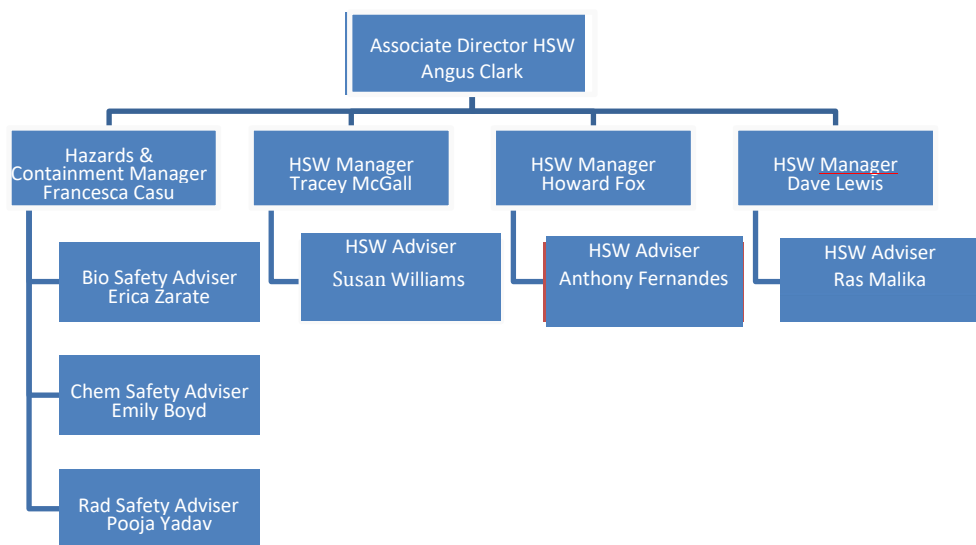 Associate Director HSW
Angus Clark
Hazards &
Containment Manager
Francesca Casu
HSW Manager
Tracey McGall
HSW Manager
Howard Fox
HSW Manager
Dave Lewis
Bio Safety Adviser
Erica Zarate
Chem Safety Adviser
Emily Boyd
Rad Safety Adviser
Pooja Yadav
HSW Adviser
Susan Williams
HSW Adviser
Anthony Fernandes
HSW Adviser
Ras Malika